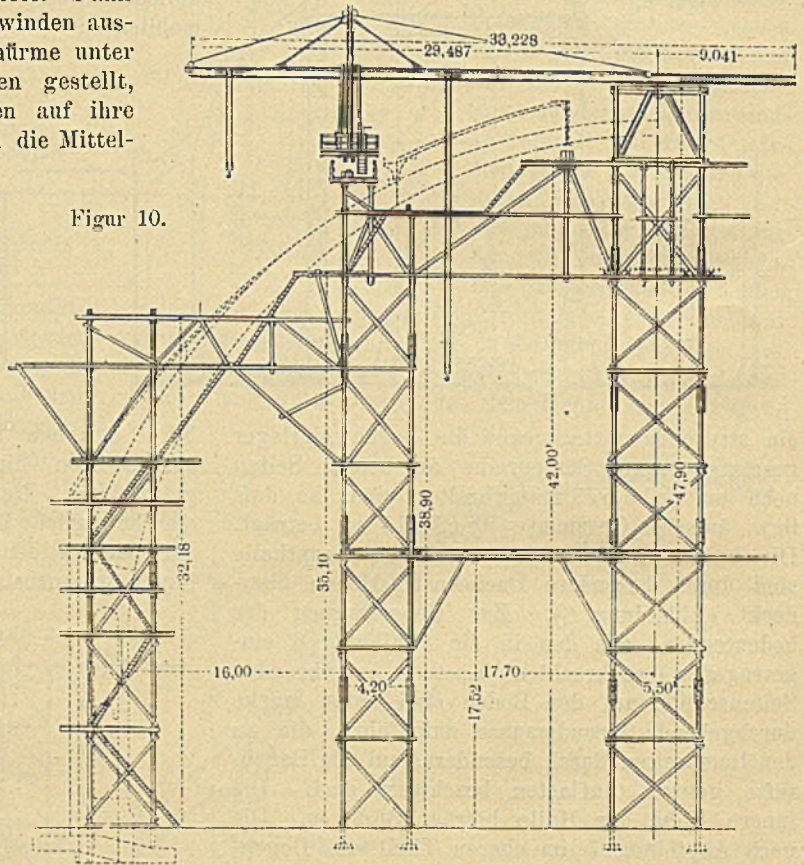 winden aus-
türme unter
en gestellt,
en auf ihre
die Mittel-
Figur 10.
33,228
29,487
9,041
42,00
47,90
38,90
32,18
35,10
16,00
17.70
4,20
5,50
17,52